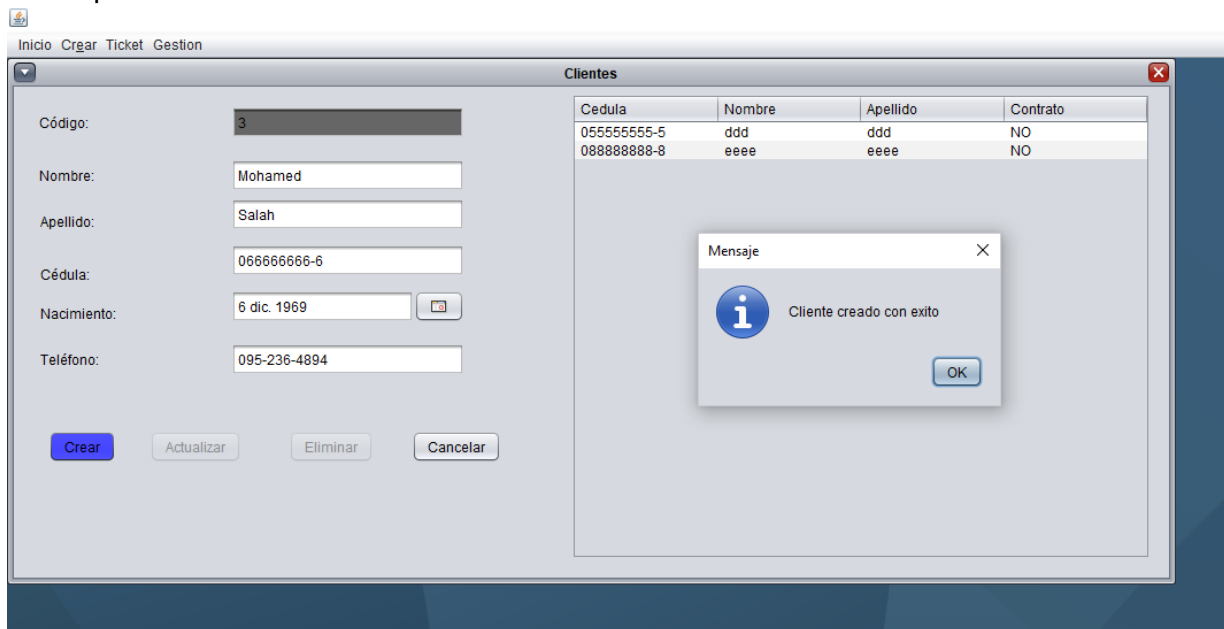 Inicio Crear Ticket Gestion
Clientes
Código:
3
Nombre:
Mohamed
Apellido:
Salah
Cédula:
066666666-6
Nacimiento:
6 dic. 1969
Teléfono:
095-236-4894
Crear Actualizar Eliminar Cancelar
Cedula Nombre Apellido Contrato
055555555-5 ddd ddd NO
088888888-8 eeee eeee NO
Mensaje
Cliente creado con exito
OK